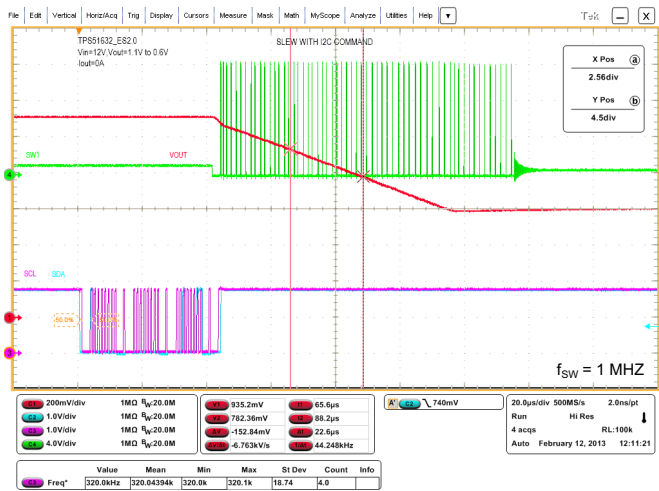 File Edit Vertical Horiz/Acq Trig Display Cursors Measure Mask Math MyScope Analyze Utilities Help Tek X
TPS51632_ES2.0
SLEW WITH I2C COMMAND
Vin=12V,Vout=1.1V to 0.6V
Iout=0A
X Pos a
2.56div
Y Pos b
4.5div
SW1 VOUT
4
SCL SDA
1
50.0%
3
fSW = 1 MHZ
C1 200mV/div 1MΩ BW:20.0M
C2 1.0V/div 1MΩ BW:20.0M
C3 1.0V/div 1MΩ BW:20.0M
C4 4.0V/div 1MΩ BW:20.0M
V1 935.2mV t1 65.6µs
V2 782.36mV t2 88.2µs
ΔV -152.84mV Δt 22.6µs
ΔV/Δt -6.763kV/s 1/Δt 44.248kHz
A' C2 740mV
20.0µs/div 500MS/s 2.0ns/pt
Run Hi Res
4 acqs RL:100k
Auto February 12, 2013 12:11:21
Value Mean Min Max St Dev Count Info
C3 Freq* 320.0kHz 320.04394k 320.0k 320.1k 18.74 4.0